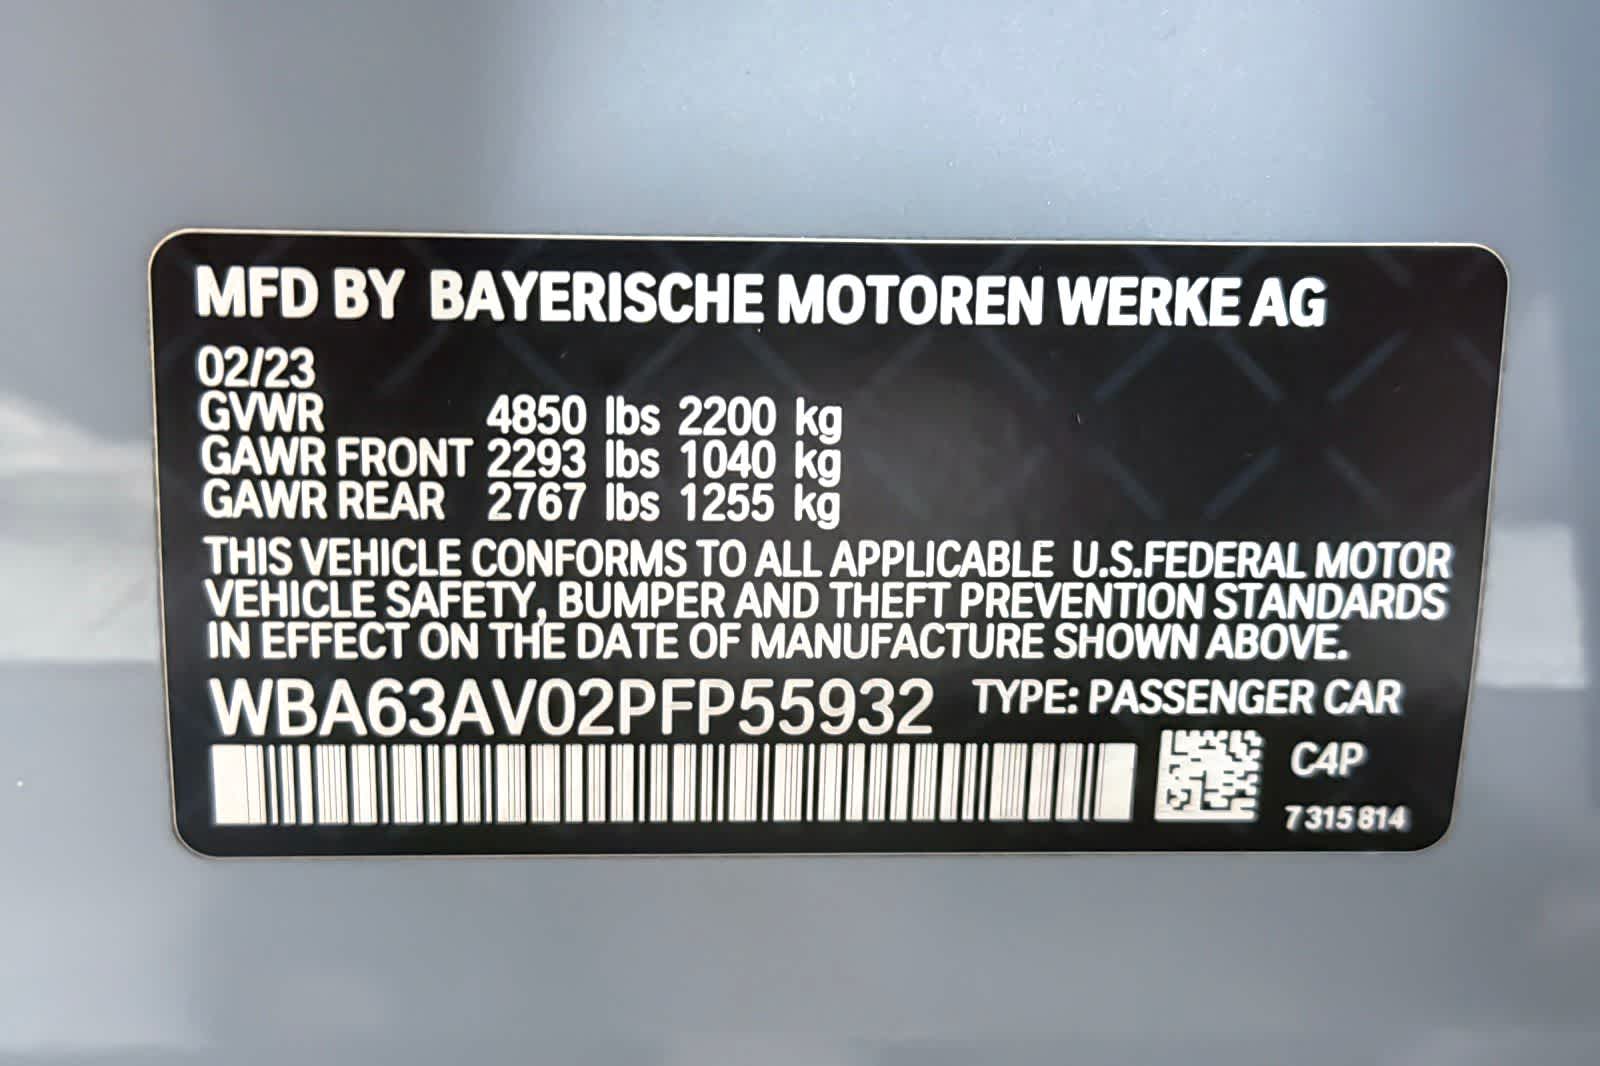 MFD BY BAYERISCHE MOTOREN WERKE AG
02/23
GVWR 4850 lbs 2200 kg
GAWR FRONT 2293 lbs 1040 kg
GAWR REAR 2767 lbs 1255 kg
THIS VEHICLE CONFORMS TO ALL APPLICABLE U.S.FEDERAL MOTOR
VEHICLE SAFETY, BUMPER AND THEFT PREVENTION STANDARDS
IN EFFECT ON THE DATE OF MANUFACTURE SHOWN ABOVE.
WBA63AV02PFP55932 TYPE: PASSENGER CAR
C4P
7 315 814